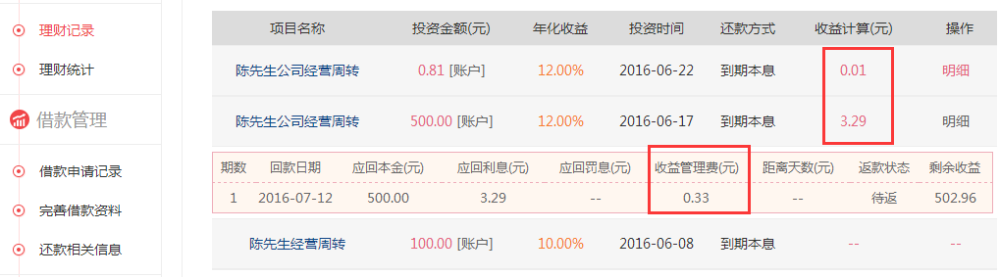 理财记录
理财统计
借款管理
借款申请记录
完善借款资料
还款相关信息
项目名称 投资金额(元) 年化收益 投资时间 还款方式 收益计算(元) 操作
陈先生公司经营周转 0.81 [账户] 12.00% 2016-06-22 到期本息 0.01 明细
陈先生公司经营周转 500.00 [账户] 12.00% 2016-06-17 到期本息 3.29 明细
期数 回款日期 应回本金(元) 应回利息(元) 应回罚息(元) 收益管理费(元) 距离天数(元) 返款状态 剩余收益
1 2016-07-12 500.00 3.29 -- 0.33 -- 待返 502.96
陈先生经营周转 100.00 [账户] 10.00% 2016-06-08 到期本息 -- --